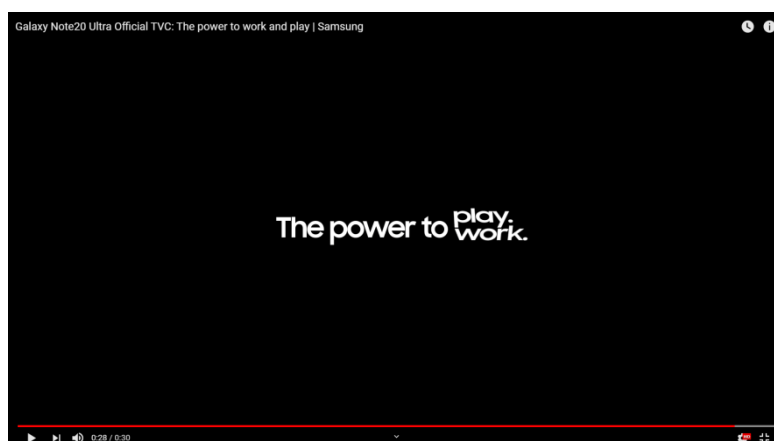 Galaxy Note20 Ultra Official TVC: The power to work and play | Samsung
The power to play.
work.
0:28 / 0:30
HD